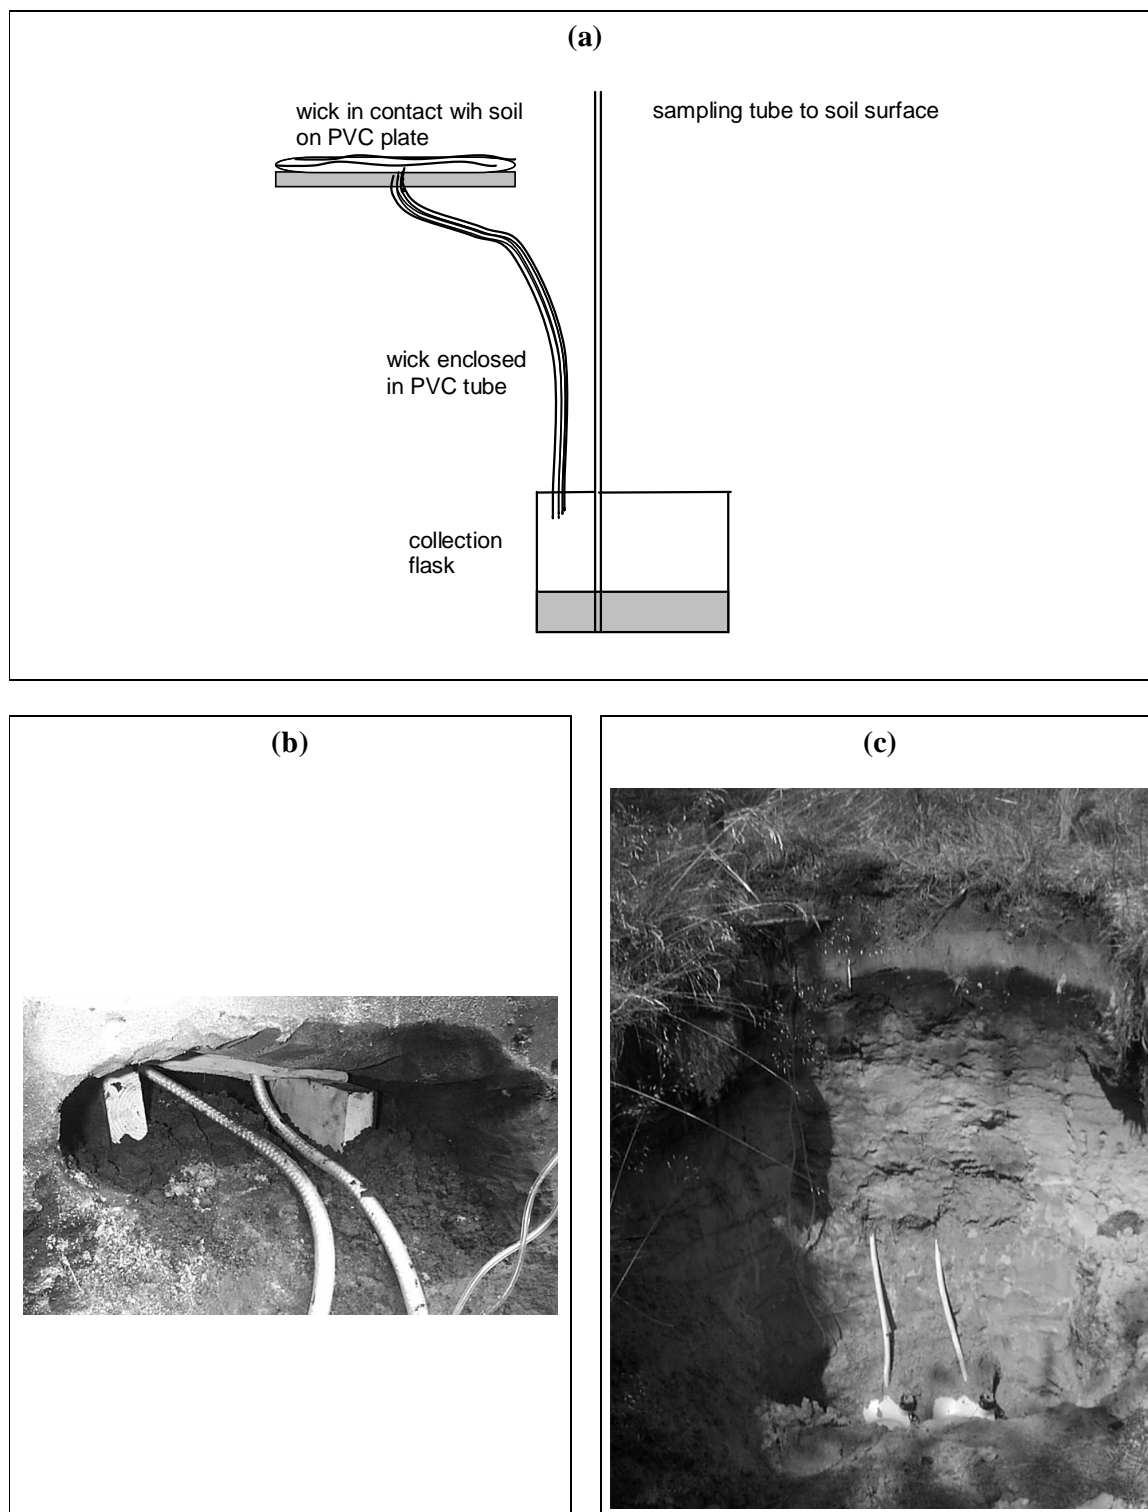 (a)
wick in contact wih soil
on PVC plate
sampling tube to soil surface
wick enclosed
in PVC tube
collection
flask
(b)
(c)